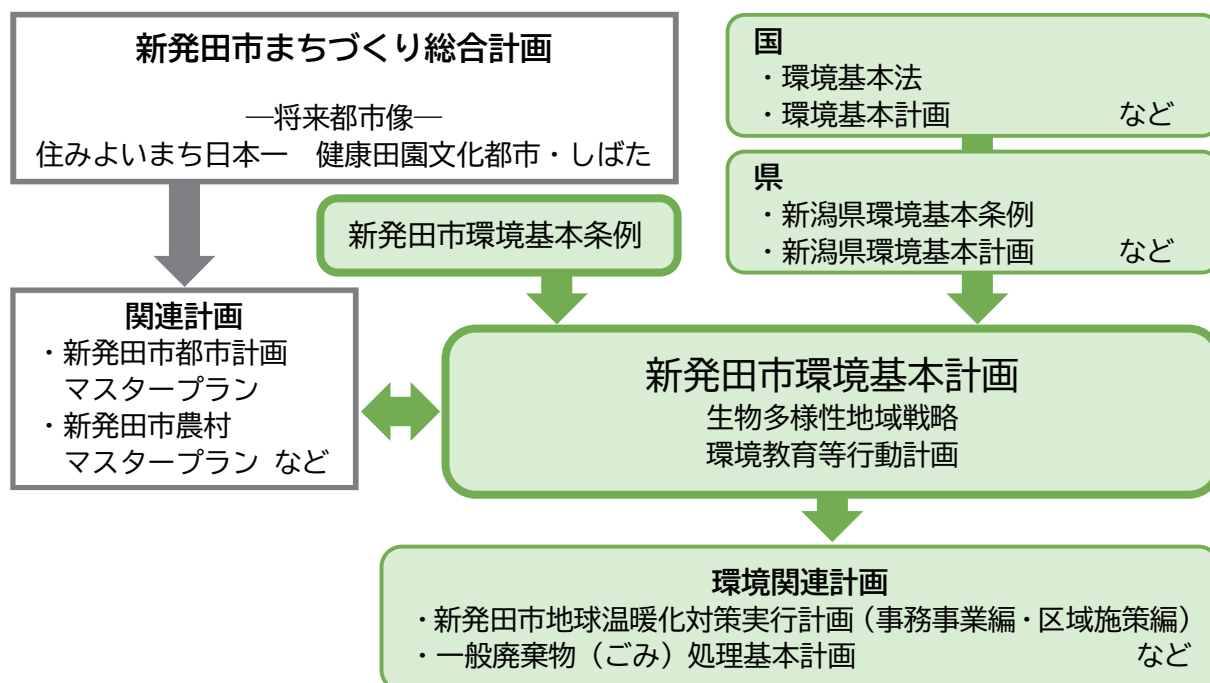 新発田市まちづくり総合計画
―将来都市像―
住みよいまち日本一　健康田園文化都市・しばた
国
・環境基本法
・環境基本計画　など
県
・新潟県環境基本条例
・新潟県環境基本計画　など
新発田市環境基本条例
関連計画
・新発田市都市計画
マスタープラン
・新発田市農村
マスタープラン など
新発田市環境基本計画
生物多様性地域戦略
環境教育等行動計画
環境関連計画
・新発田市地球温暖化対策実行計画（事務事業編・区域施策編）
・一般廃棄物（ごみ）処理基本計画　など